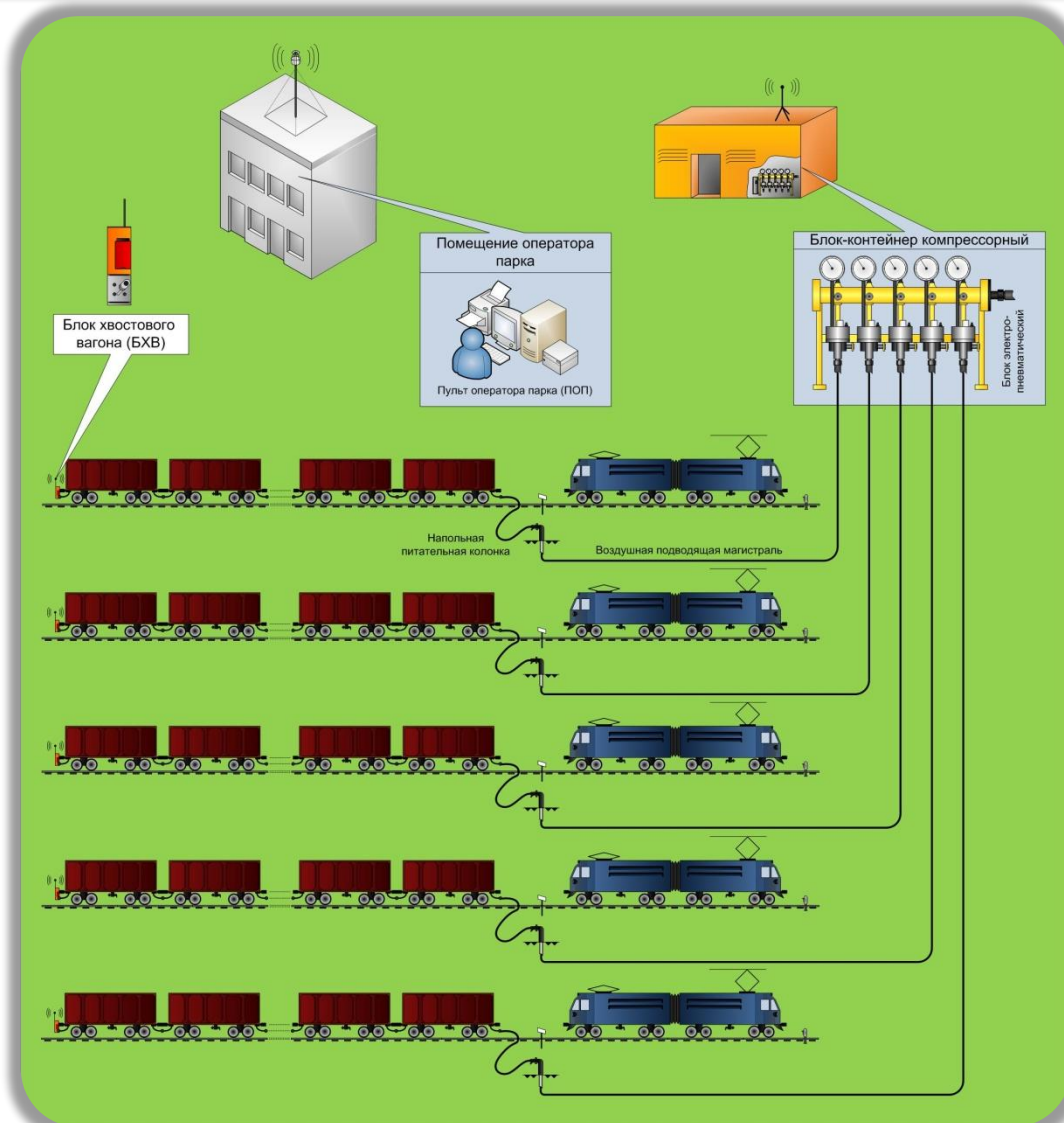 Помещение оператора
парка
Пульт оператора парка (ПОП)
Блок-контейнер компрессорный
Блок электро-
пневматический
Блок хвостового
вагона (БХВ)
Напольная
питательная колонка
Воздушная подводящая магистраль